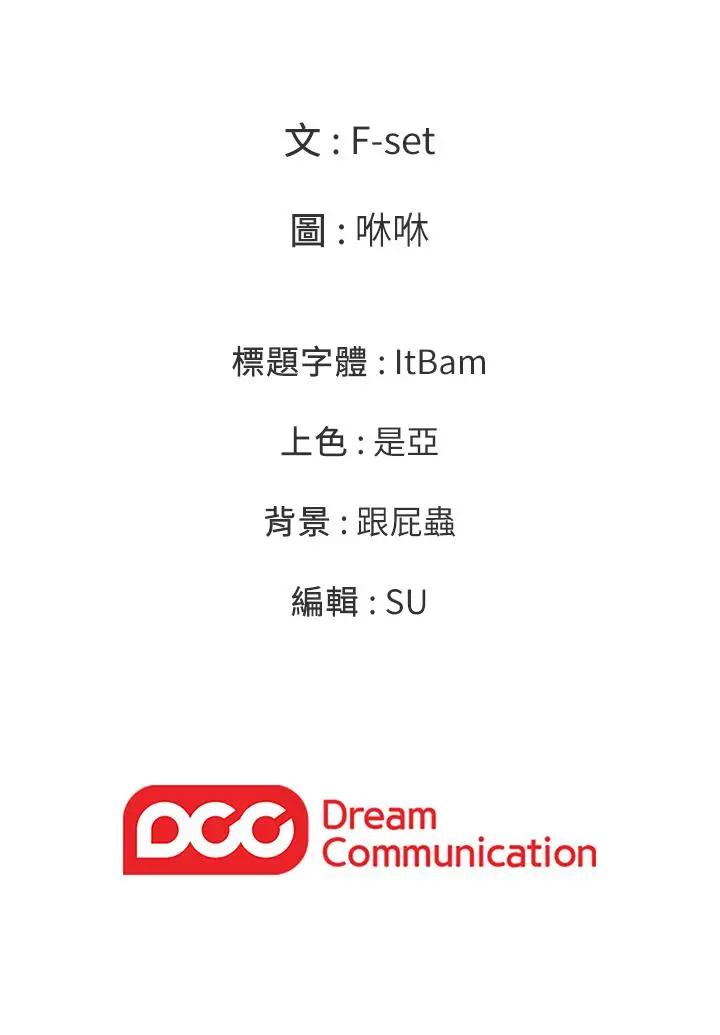 文 : F-set
圖 : 咻咻
標題字體 : ItBam
上色 : 是亞
背景 : 跟屁蟲
編輯 : SU
DCC Dream
Communication